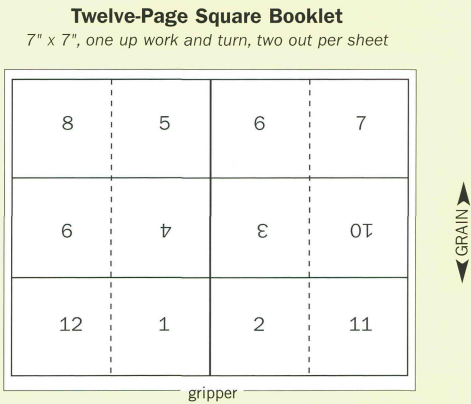 Twelve-Page Square Booklet
7" x 7", one up work and turn, two out per sheet
8 5 6 7
9 4 3 10
12 1 2 11
gripper
GRAIN